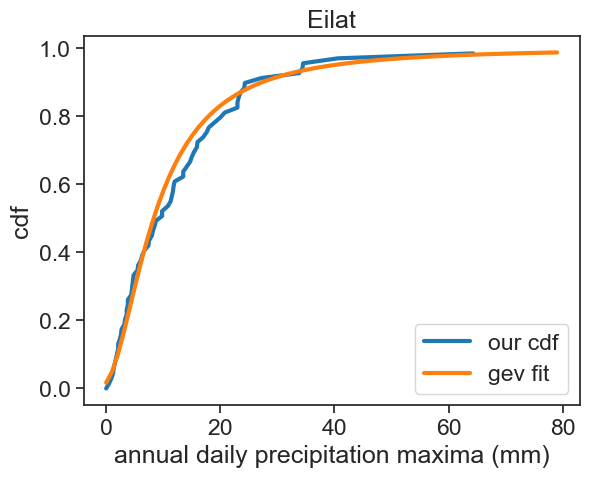 Eilat
1.0
0.8
0.6
0.4
0.2
0.0
cdf
our cdf
gev fit
0 20 40 60 80
annual daily precipitation maxima (mm)